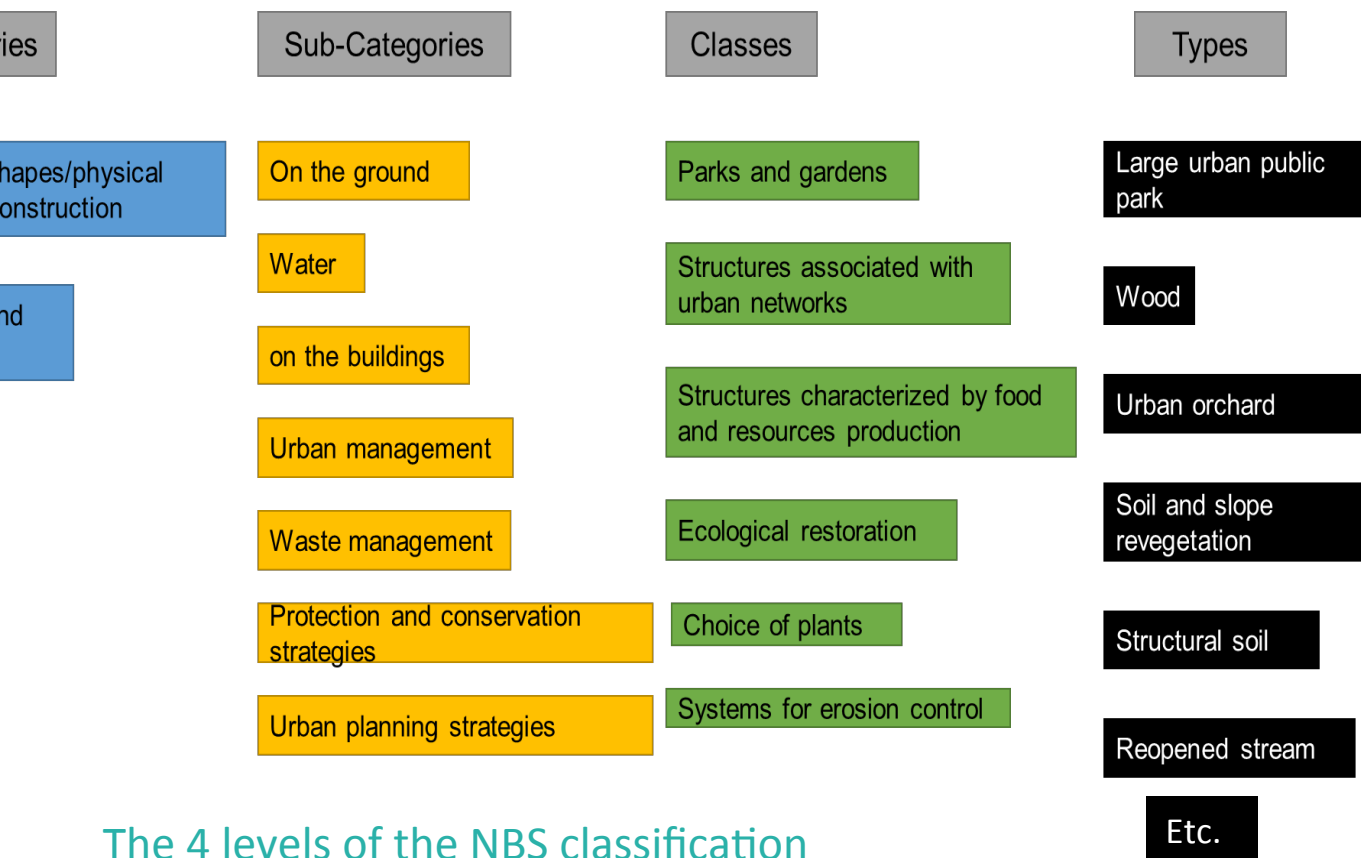 ries
Sub-Categories
Classes
Types
hapes/physical
onstruction
nd
On the ground
Water
on the buildings
Urban management
Waste management
Protection and conservation
strategies
Urban planning strategies
Parks and gardens
Structures associated with
urban networks
Structures characterized by food
and resources production
Ecological restoration
Choice of plants
Systems for erosion control
Large urban public
park
Wood
Urban orchard
Soil and slope
revegetation
Structural soil
Reopened stream
Etc.
The 4 levels of the NBS classification